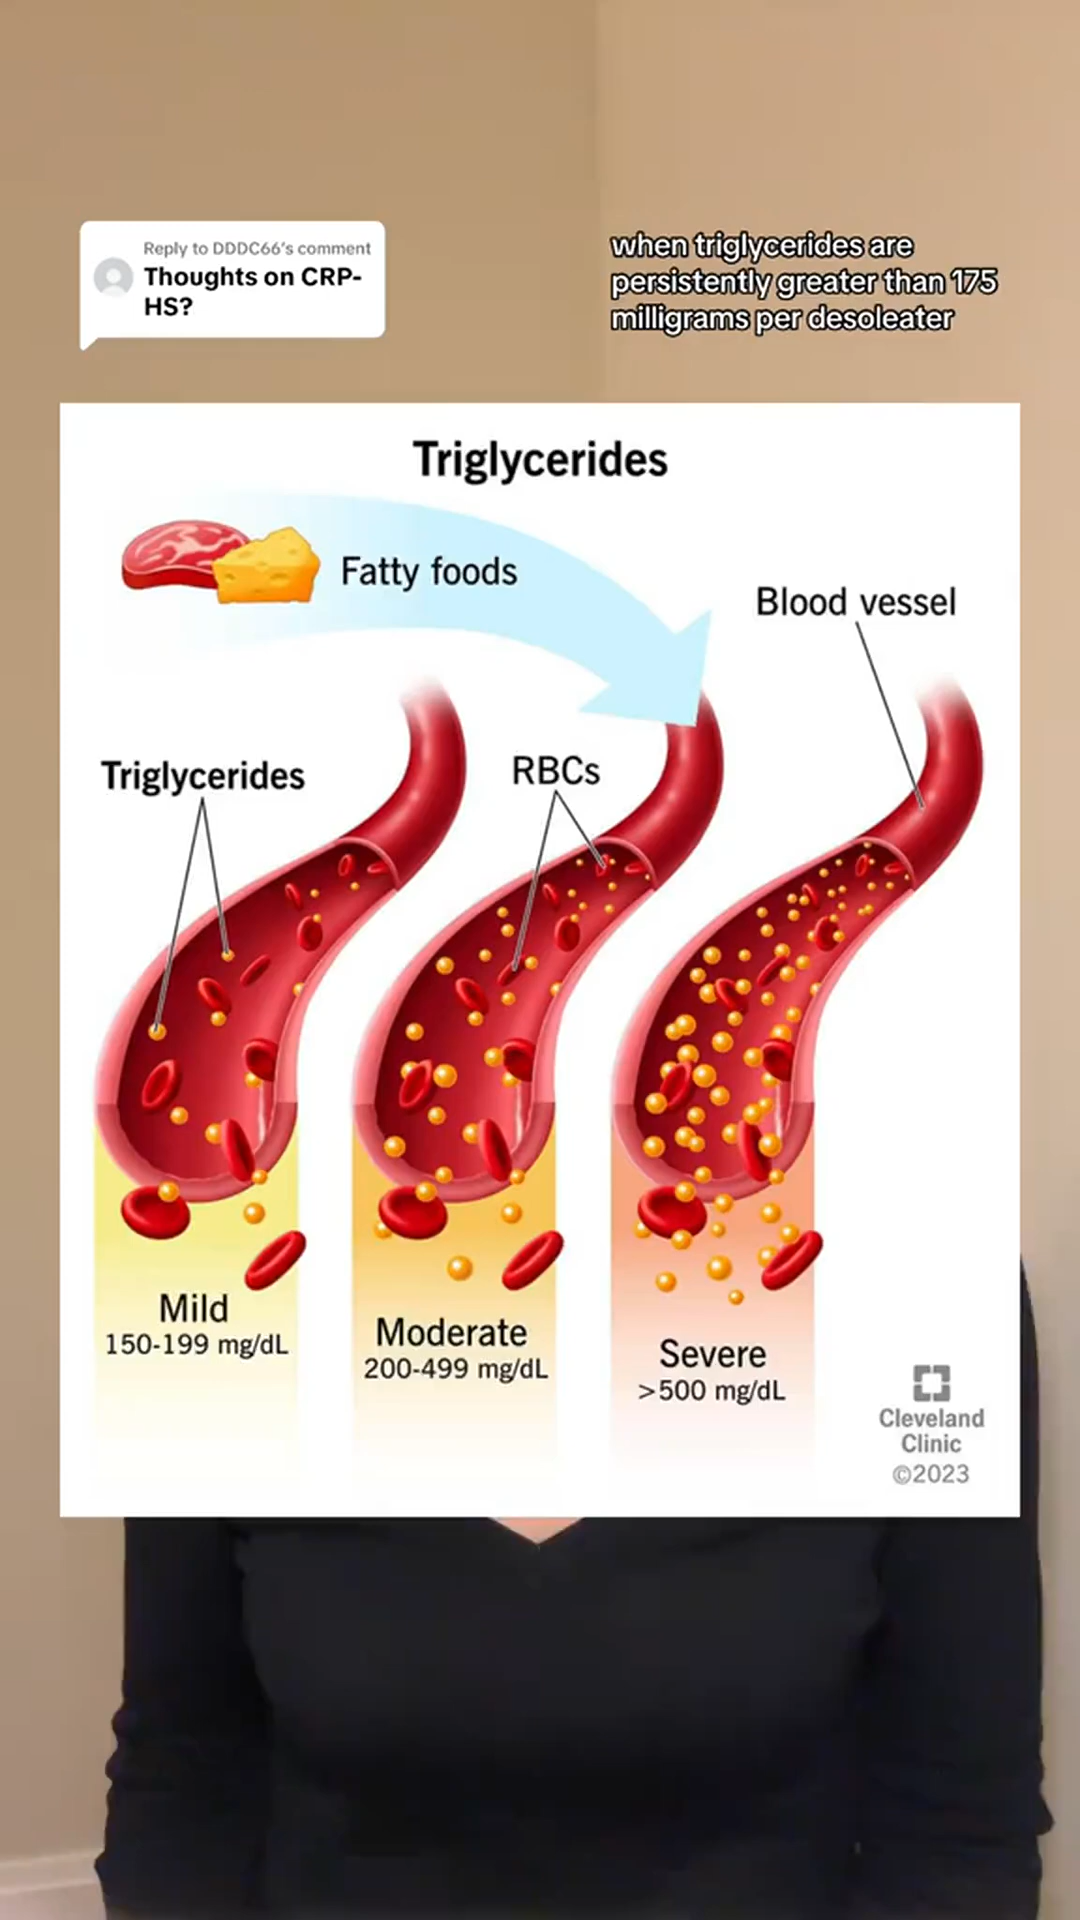 Reply to DDDC66's comment
Thoughts on CRP-
HS?
when triglycerides are
persistently greater than 175
milligrams per desoleater
Triglycerides
Fatty foods
Blood vessel
Triglycerides
RBCs
Mild
150-199 mg/dL
Moderate
200-499 mg/dL
Severe
>500 mg/dL
Cleveland
Clinic
©2023